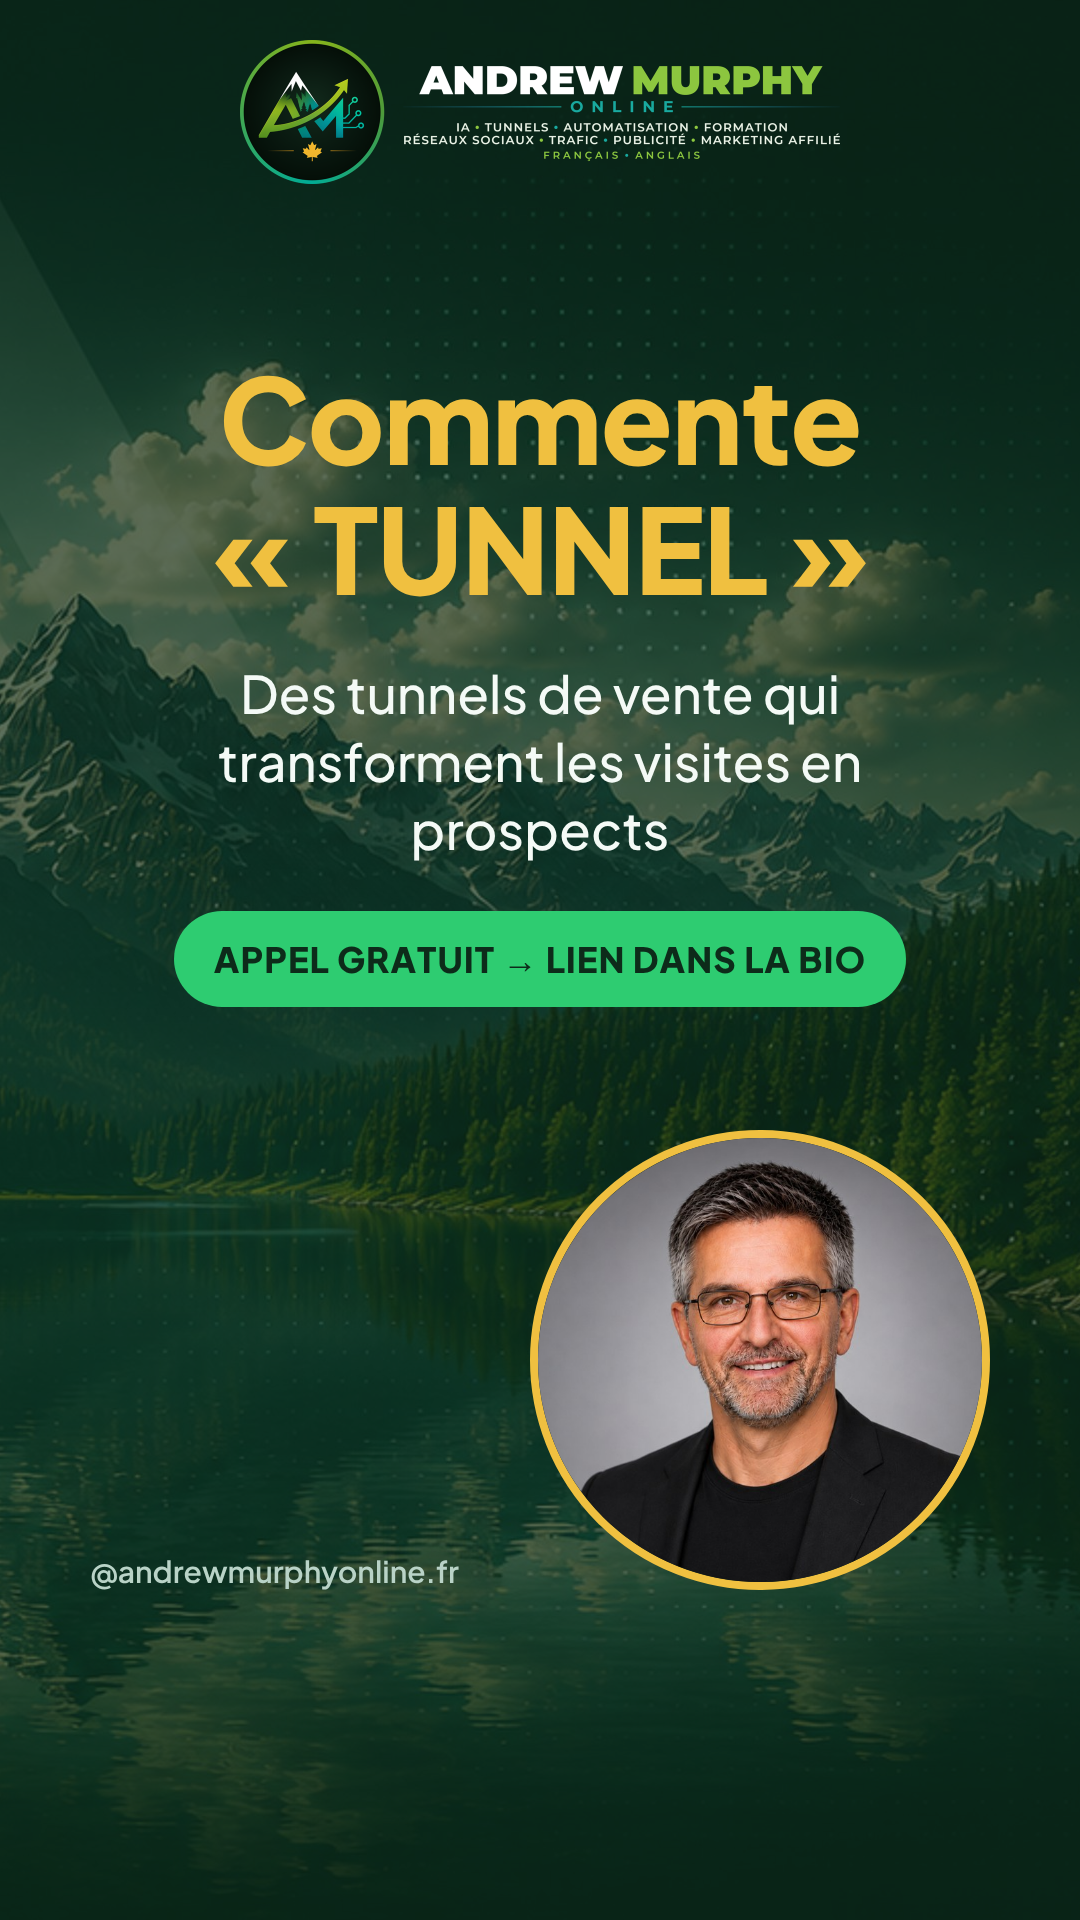 AM
ANDREW MURPHY
ONLINE
IA • TUNNELS • AUTOMATISATION • FORMATION
RÉSEAUX SOCIAUX • TRAFIC • PUBLICITÉ • MARKETING AFFILIÉ
FRANÇAIS • ANGLAIS
Commente
« TUNNEL »
Des tunnels de vente qui
transforment les visites en
prospects
APPEL GRATUIT → LIEN DANS LA BIO
@andrewmurphyonline.fr